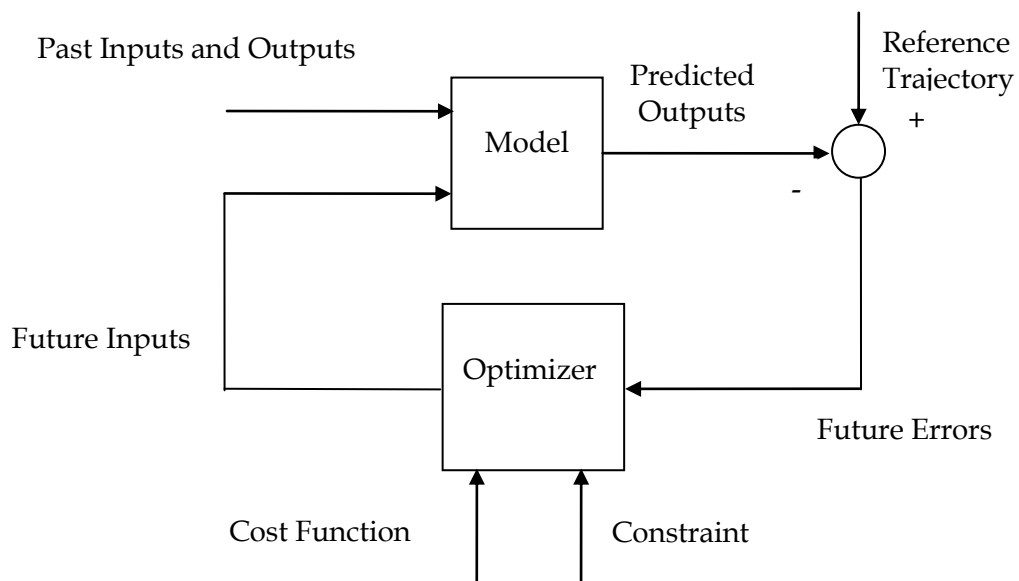 Past Inputs and Outputs
Reference
Trajectory
Predicted
Outputs
+
Model
-
Future Inputs
Optimizer
Future Errors
Cost Function
Constraint